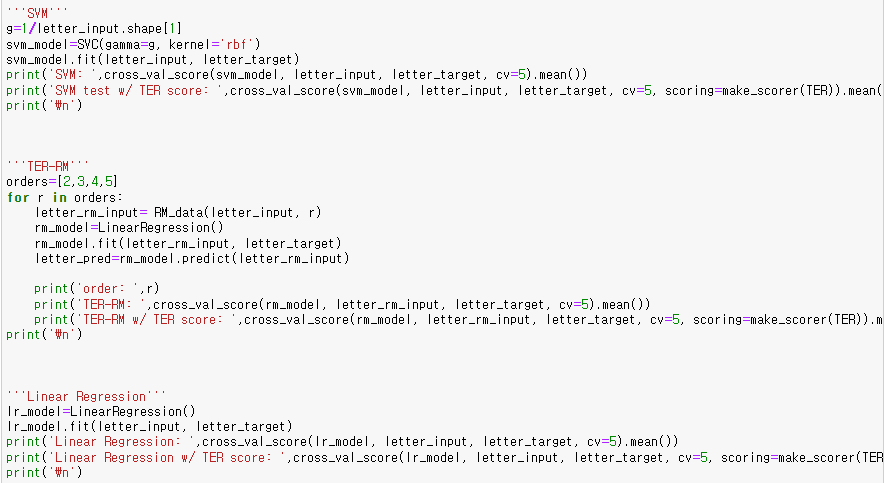 '''SVM'''
g=1/letter_input.shape[1]
svm_model=SVC(gamma=g, kernel='rbf')
svm_model.fit(letter_input, letter_target)
print('SVM: ',cross_val_score(svm_model, letter_input, letter_target, cv=5).mean())
print('SVM test w/ TER score: ',cross_val_score(svm_model, letter_input, letter_target, cv=5, scoring=make_scorer(TER)).mean(
print('₩n')
'''TER-RM'''
orders=[2,3,4,5]
for r in orders:
    letter_rm_input= RM_data(letter_input, r)
    rm_model=LinearRegression()
    rm_model.fit(letter_rm_input, letter_target)
    letter_pred=rm_model.predict(letter_rm_input)
    print('order: ',r)
    print('TER-RM: ',cross_val_score(rm_model, letter_rm_input, letter_target, cv=5).mean())
    print('TER-RM w/ TER score: ',cross_val_score(rm_model, letter_rm_input, letter_target, cv=5, scoring=make_scorer(TER)).m
print('₩n')
'''Linear Regression'''
lr_model=LinearRegression()
lr_model.fit(letter_input, letter_target)
print('Linear Regression: ',cross_val_score(lr_model, letter_input, letter_target, cv=5).mean())
print('Linear Regression w/ TER score: ',cross_val_score(lr_model, letter_input, letter_target, cv=5, scoring=make_scorer(TER
print('₩n')